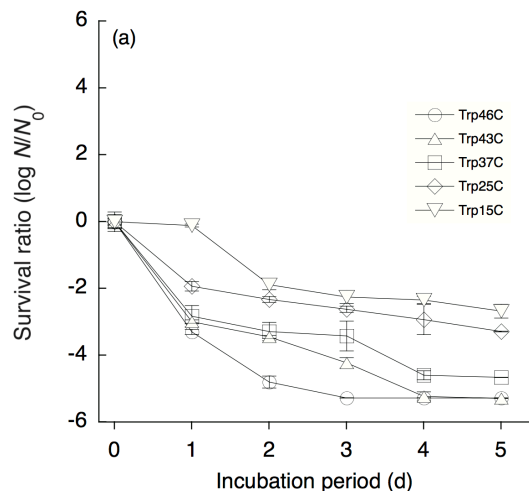 (a)
Survival ratio (log N/N0)
6
4
2
0
-2
-4
-6
Trp46C
Trp43C
Trp37C
Trp25C
Trp15C
0 1 2 3 4 5
Incubation period (d)